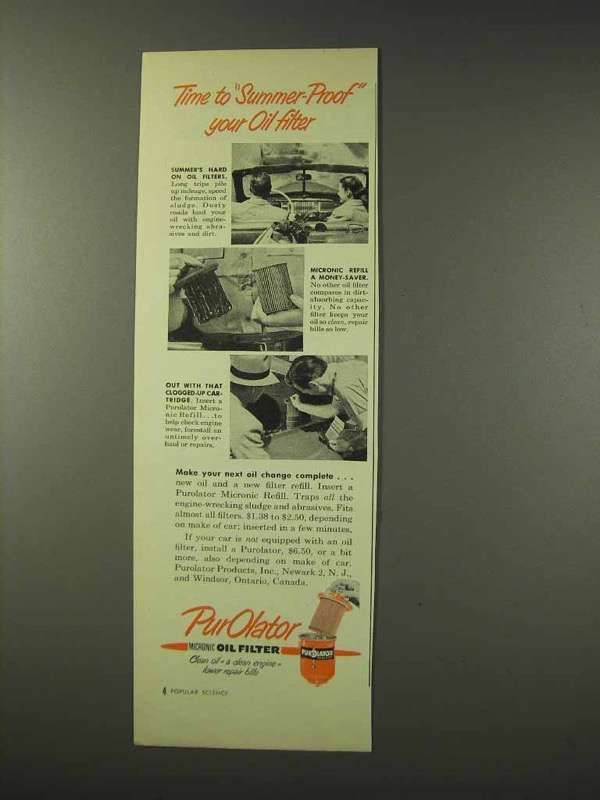 Time to "Summer-Proof"
your Oil filter
SUMMER'S HARD
ON OIL FILTERS.
Long trips pile
up mileage, speed
the formation of
sludge. Dusty
roads load your
oil with engine-
wrecking abra-
sives and dirt.
MICRONIC REFILL
A MONEY-SAVER.
No other oil filter
compares in dirt-
absorbing capac-
ity. No other
filter keeps your
oil so clean, repair
bills so low.
OUT WITH THAT
CLOGGED-UP CAR-
TRIDGE. Insert a
Purolator Micro-
nic Refill...to
help check engine
wear, forestall an
untimely over-
haul or repairs.
Make your next oil change complete . . .
new oil and a new filter refill. Insert a
Purolator Micronic Refill. Traps all the
engine-wrecking sludge and abrasives. Fits
almost all filters. $1.38 to $2.50, depending
on make of car; inserted in a few minutes.
If your car is not equipped with an oil
filter, install a Purolator, $6.50, or a bit
more, also depending on make of car.
Purolator Products, Inc., Newark 2, N. J.,
and Windsor, Ontario, Canada.
PurOlator
MICRONIC OIL FILTER
PUROLATOR
Clean oil = a clean engine =
lower repair bills
4 POPULAR SCIENCE